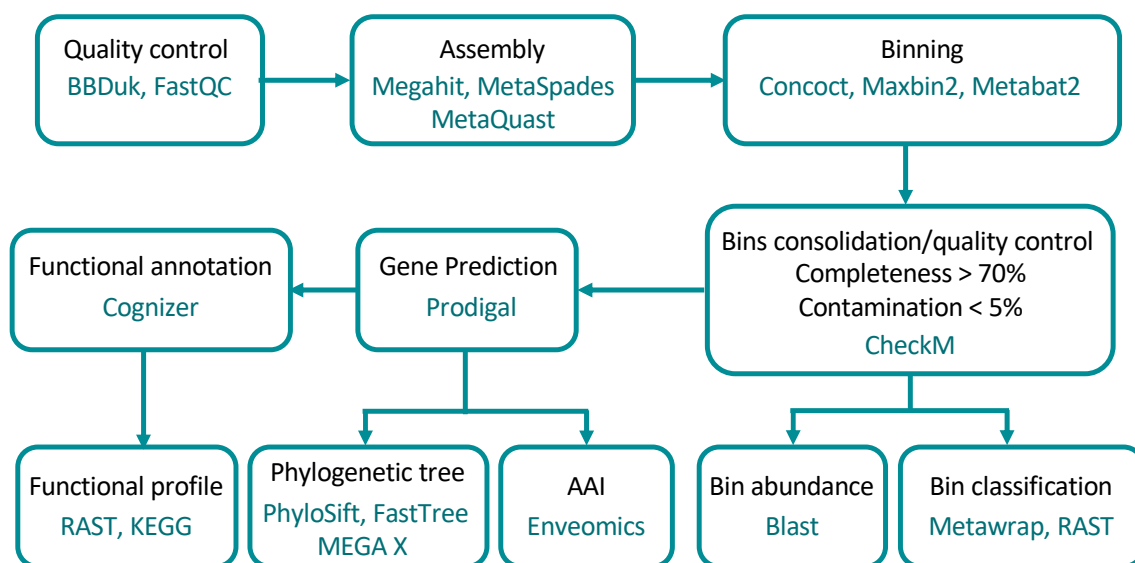 Quality control
BBDuk, FastQC
Assembly
Megahit, MetaSpades
MetaQuast
Binning
Concoct, Maxbin2, Metabat2
Bins consolidation/quality control
Completeness > 70%
Contamination < 5%
CheckM
Gene Prediction
Prodigal
Functional annotation
Cognizer
Functional profile
RAST, KEGG
Phylogenetic tree
PhyloSift, FastTree
MEGA X
AAI
Enveomics
Bin abundance
Blast
Bin classification
Metawrap, RAST